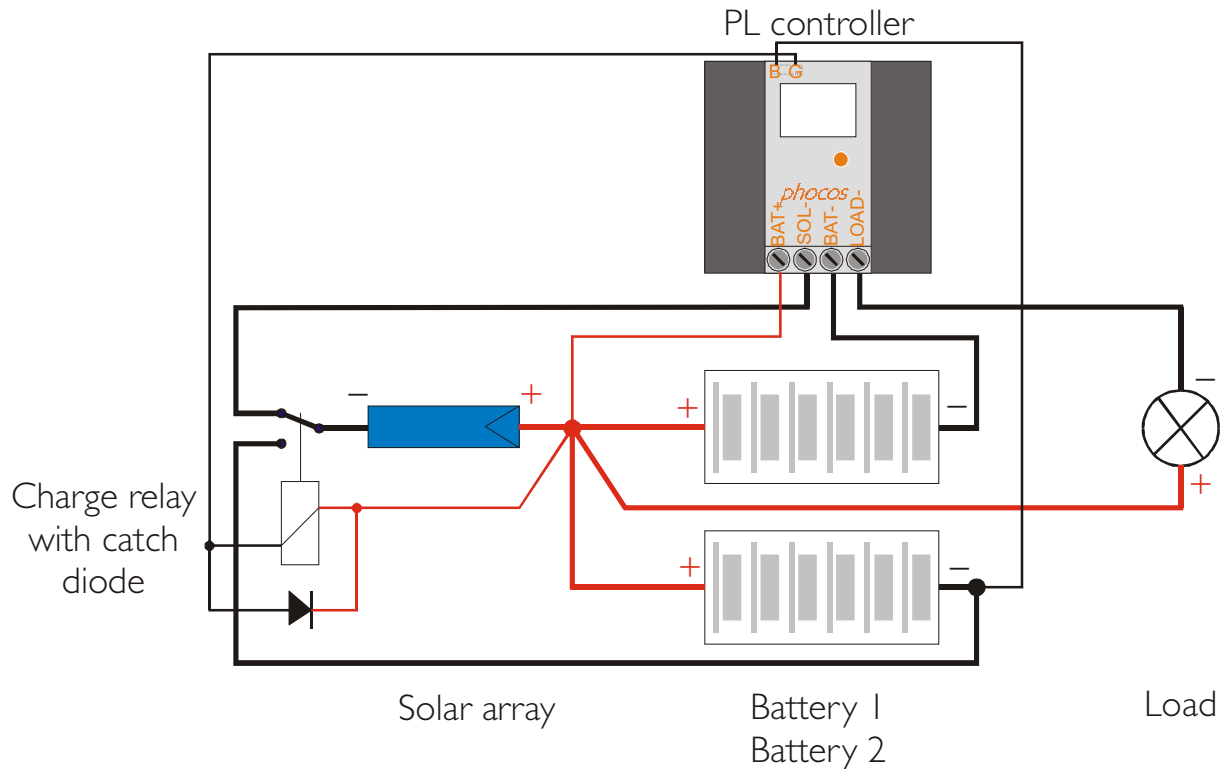 PL controller
B G
phocos
BAT+ SOL- BAT- LOAD-
− +
+ −
−
+
Charge relay
with catch
diode
+ −
Solar array
Battery 1
Battery 2
Load